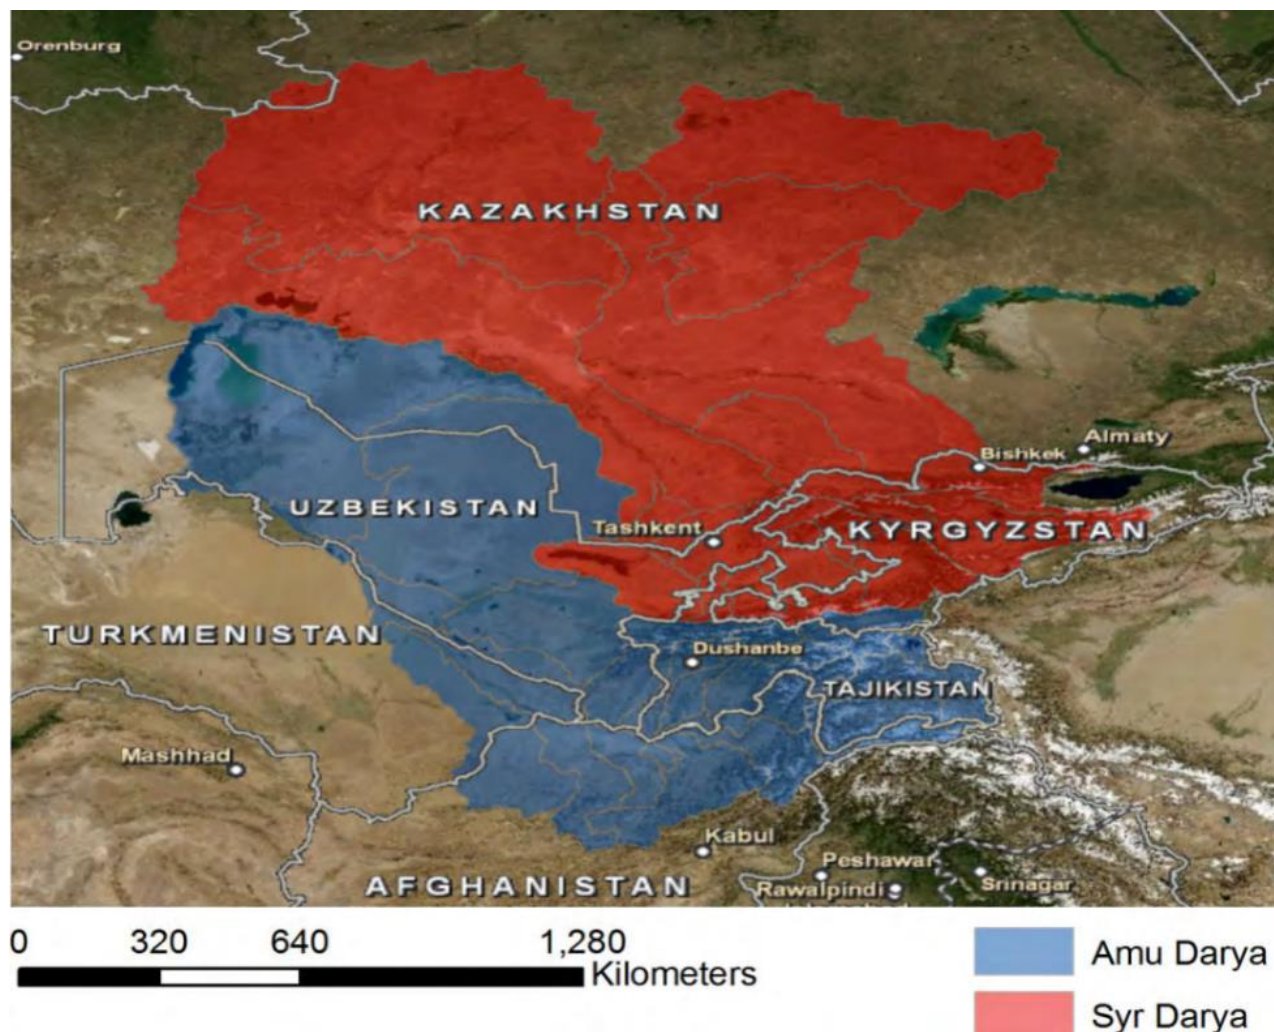 Orenburg
KAZAKHSTAN
Almaty
Bishkek
UZBEKISTAN
Tashkent
KYRGYZSTAN
TURKMENISTAN
Dushanbe
TAJIKISTAN
Mashhad
Kabul
Peshawar
AFGHANISTAN
Rawalpindi
Srinagar
0 320 640 1,280
Kilometers
Amu Darya
Syr Darya